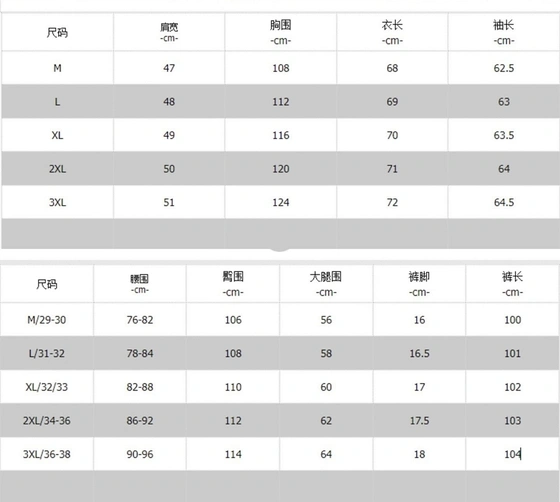 尺码 肩宽 胸围 衣长 袖长
-cm- -cm- -cm- -cm-
M 47 108 68 62.5
L 48 112 69 63
XL 49 116 70 63.5
2XL 50 120 71 64
3XL 51 124 72 64.5
尺码 腰围 臀围 大腿围 裤脚 裤长
-cm- -cm- -cm- -cm- -cm-
M/29-30 76-82 106 56 16 100
L/31-32 78-84 108 58 16.5 101
XL/32/33 82-88 110 60 17 102
2XL/34-36 86-92 112 62 17.5 103
3XL/36-38 90-96 114 64 18 104